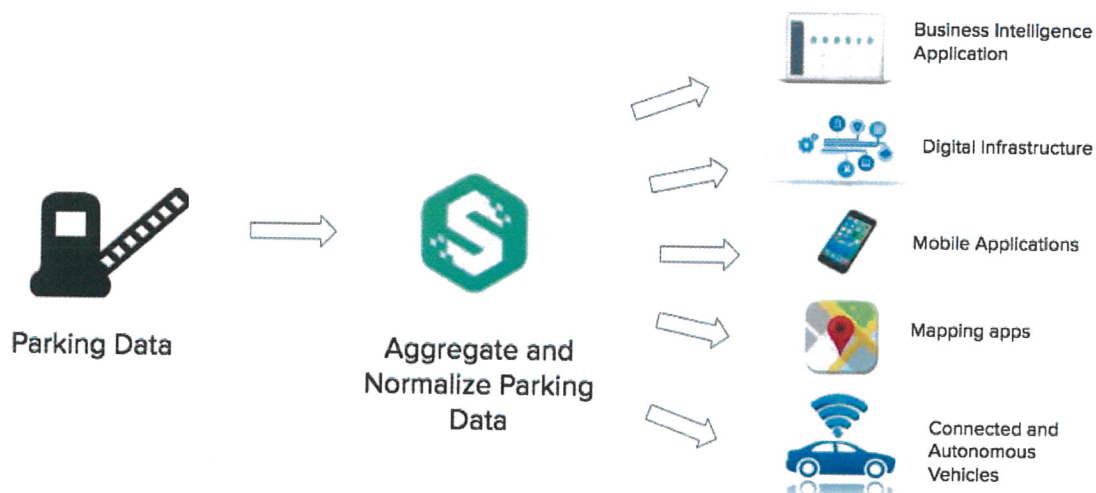 Business Intelligence
Application
Digital Infrastructure
Mobile Applications
Parking Data
Aggregate and
Normalize Parking
Data
Mapping apps
Connected and
Autonomous
Vehicles